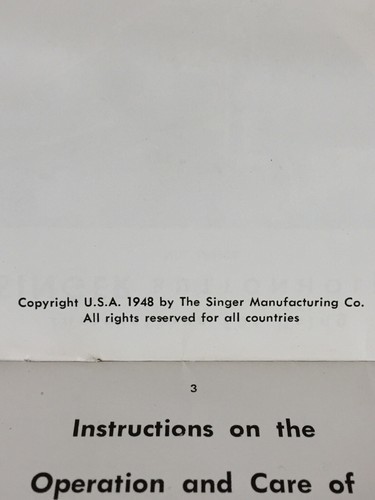 Copyright U.S.A. 1948 by The Singer Manufacturing Co.
All rights reserved for all countries
3
Instructions on the
Operation and Care of